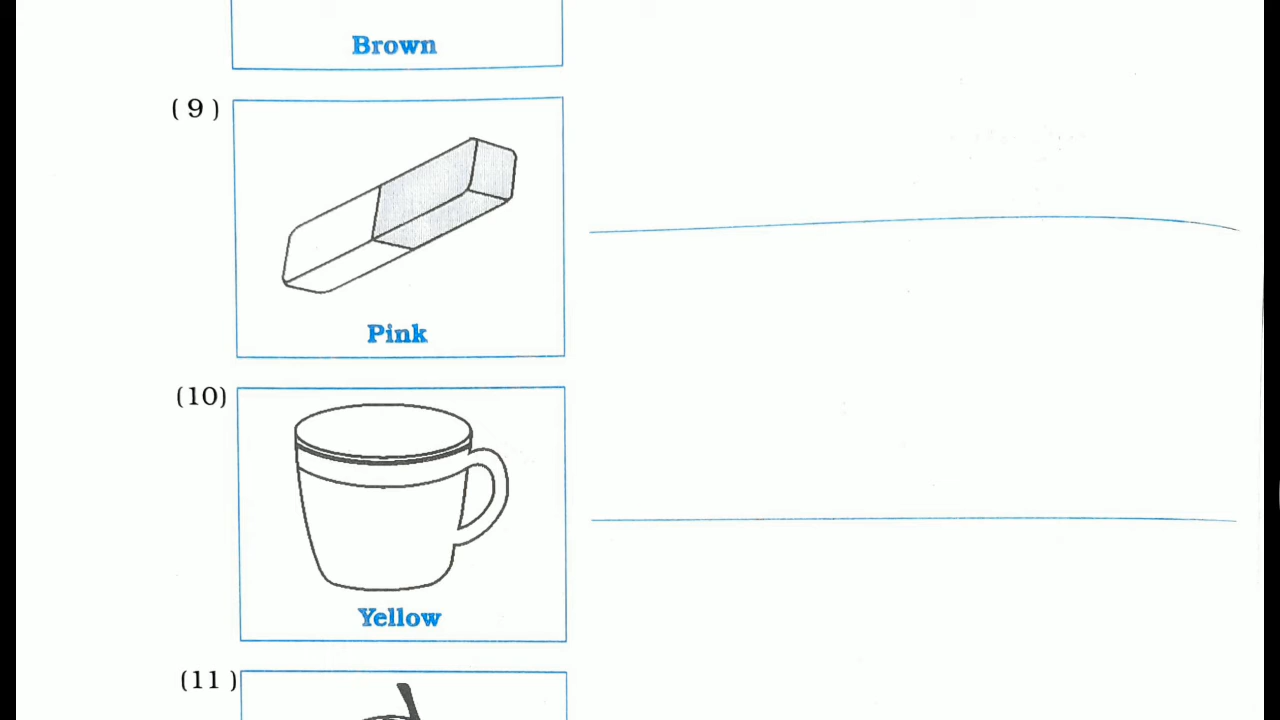 Brown
( 9 )
Pink
(10)
Yellow
(11 )